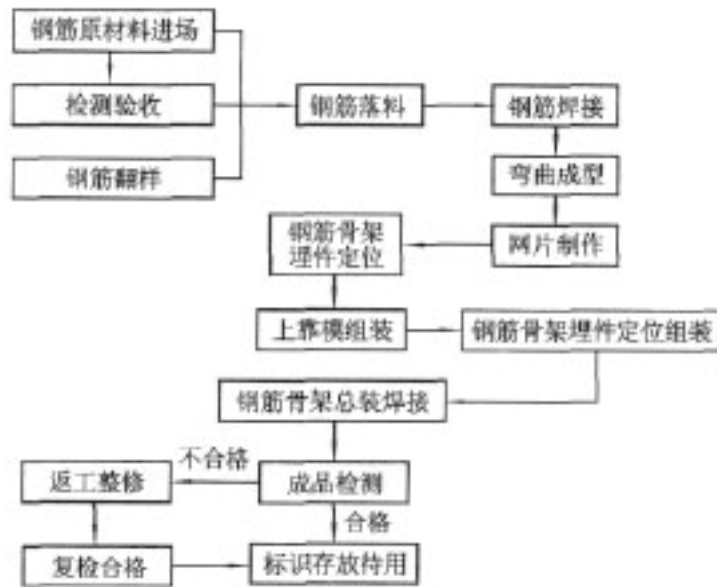 钢筋原材料进场
检测验收
钢筋落料
钢筋焊接
钢筋翻样
弯曲成型
钢筋骨架
埋件定位
网片制作
上靠模组装
钢筋骨架埋件定位组装
钢筋骨架总装焊接
不合格
返工整修
成品检测
合格
复检合格
标识存放待用